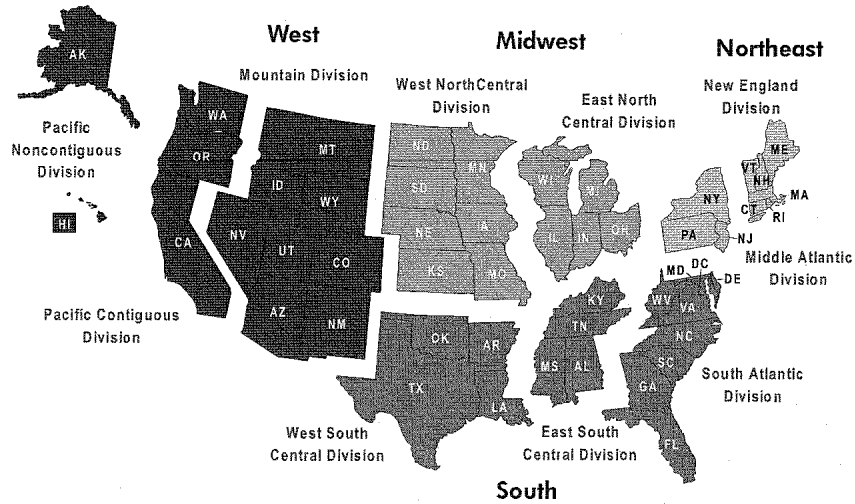 West
Midwest
Northeast
AK
Mountain Division
West NorthCentral
Division
East North
Central Division
New England
Division
Pacific
Noncontiguous
Division
HI
WA
OR
CA
NV
ID
MT
WY
UT
CO
AZ
NM
ND
SD
NE
KS
MN
IA
MO
WI
MI
IL
IN
OH
ME
VT
NH
MA
RI
CT
NY
PA
NJ
Middle Atlantic
Division
MD
DC
DE
WV
VA
KY
TN
NC
SC
GA
FL
MS
AL
OK
AR
TX
LA
Pacific Contiguous
Division
South Atlantic
Division
West South
Central Division
East South
Central Division
South